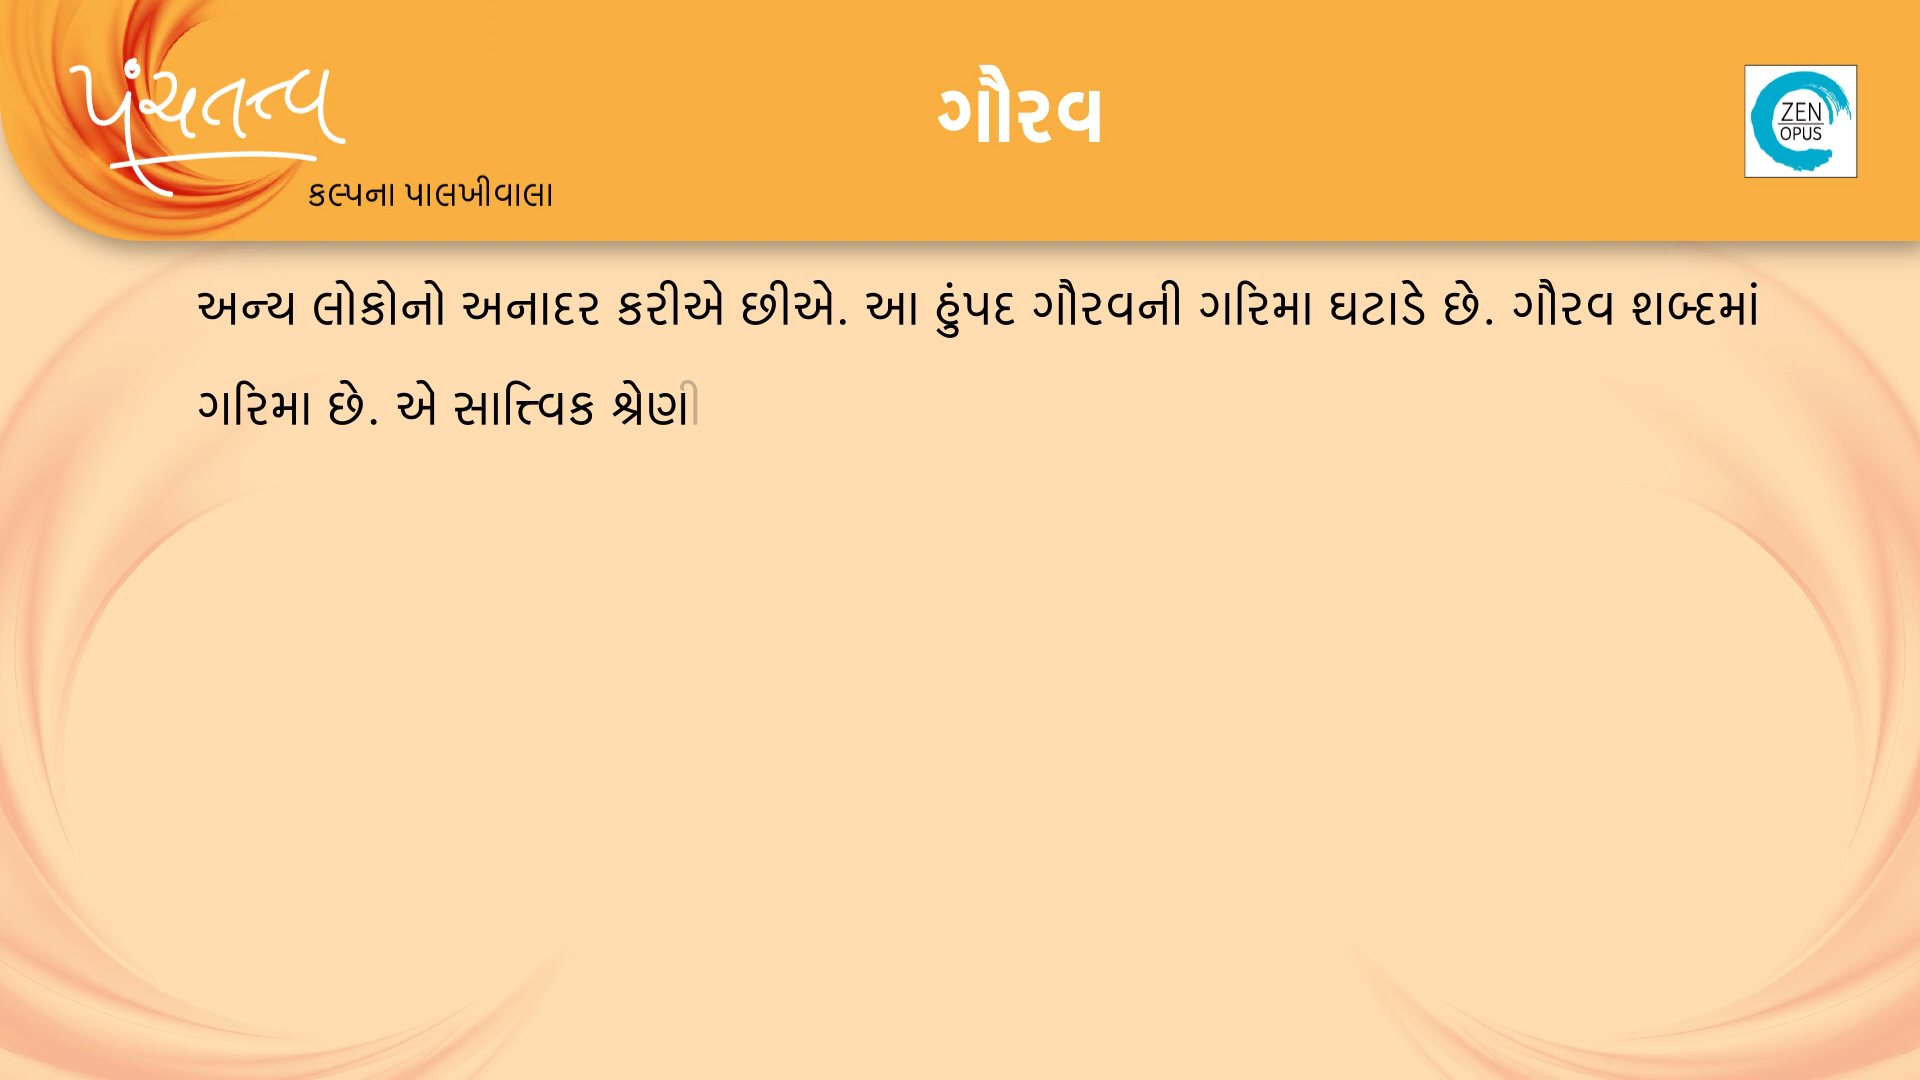 પંચતત્ત્વ
ગૌરવ
ZEN
OPUS
કલ્પના પાલખીવાલા
અન્ય લોકોનો અનાદર કરીએ છીએ. આ હુંપદ ગૌરવની ગરિમા ઘટાડે છે. ગૌરવ શબ્દમાં
ગરિમા છે. એ સાત્ત્વિક શ્રેણી